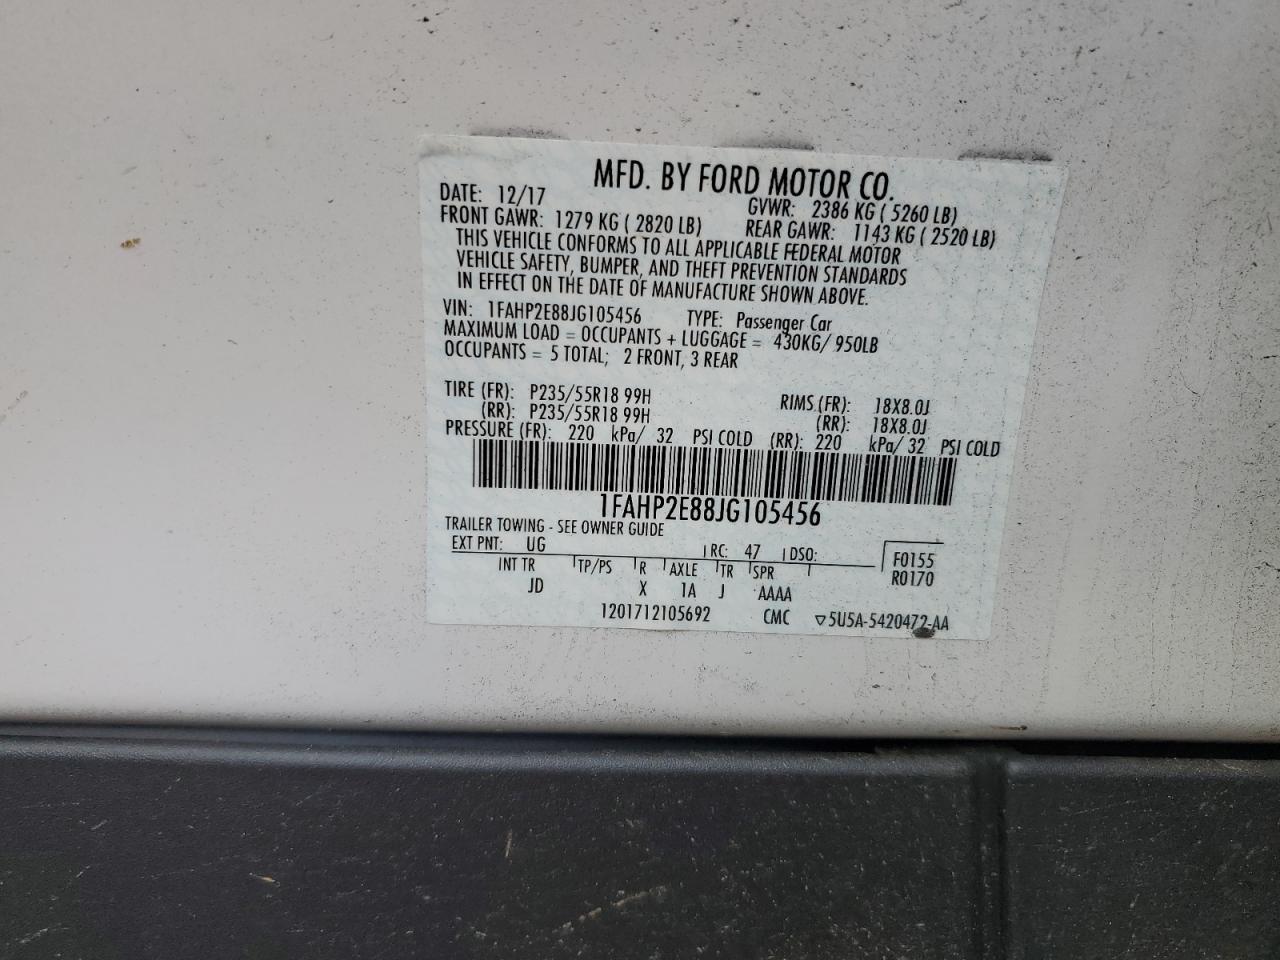 MFD. BY FORD MOTOR CO.
DATE: 12/17 GVWR: 2386 KG ( 5260 LB)
FRONT GAWR: 1279 KG ( 2820 LB) REAR GAWR: 1143 KG ( 2520 LB)
THIS VEHICLE CONFORMS TO ALL APPLICABLE FEDERAL MOTOR
VEHICLE SAFETY, BUMPER, AND THEFT PREVENTION STANDARDS
IN EFFECT ON THE DATE OF MANUFACTURE SHOWN ABOVE.
VIN: 1FAHP2E88JG105456 TYPE: Passenger Car
MAXIMUM LOAD = OCCUPANTS + LUGGAGE = 430KG/ 950LB
OCCUPANTS = 5 TOTAL; 2 FRONT, 3 REAR
TIRE (FR): P235/55R18 99H RIMS (FR): 18X8.0J
(RR): P235/55R18 99H (RR): 18X8.0J
PRESSURE (FR): 220 kPa/ 32 PSI COLD (RR): 220 kPa/ 32 PSI COLD
1FAHP2E88JG105456
TRAILER TOWING - SEE OWNER GUIDE
EXT PNT: UG RC: 47 DSO: F0155
INT TR TP/PS R AXLE TR SPR R0170
JD X 1A J AAAA
1201712105692 CMC ▽5U5A-5420472-AA